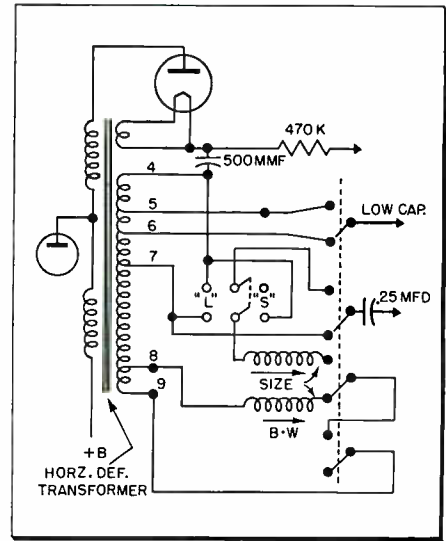 470 K
500 MMF
4
5
6
LOW CAP.
7
"L"
"S"
.25 MFD
8
SIZE
9
B·W
+B
HORZ. DEF.
TRANSFORMER